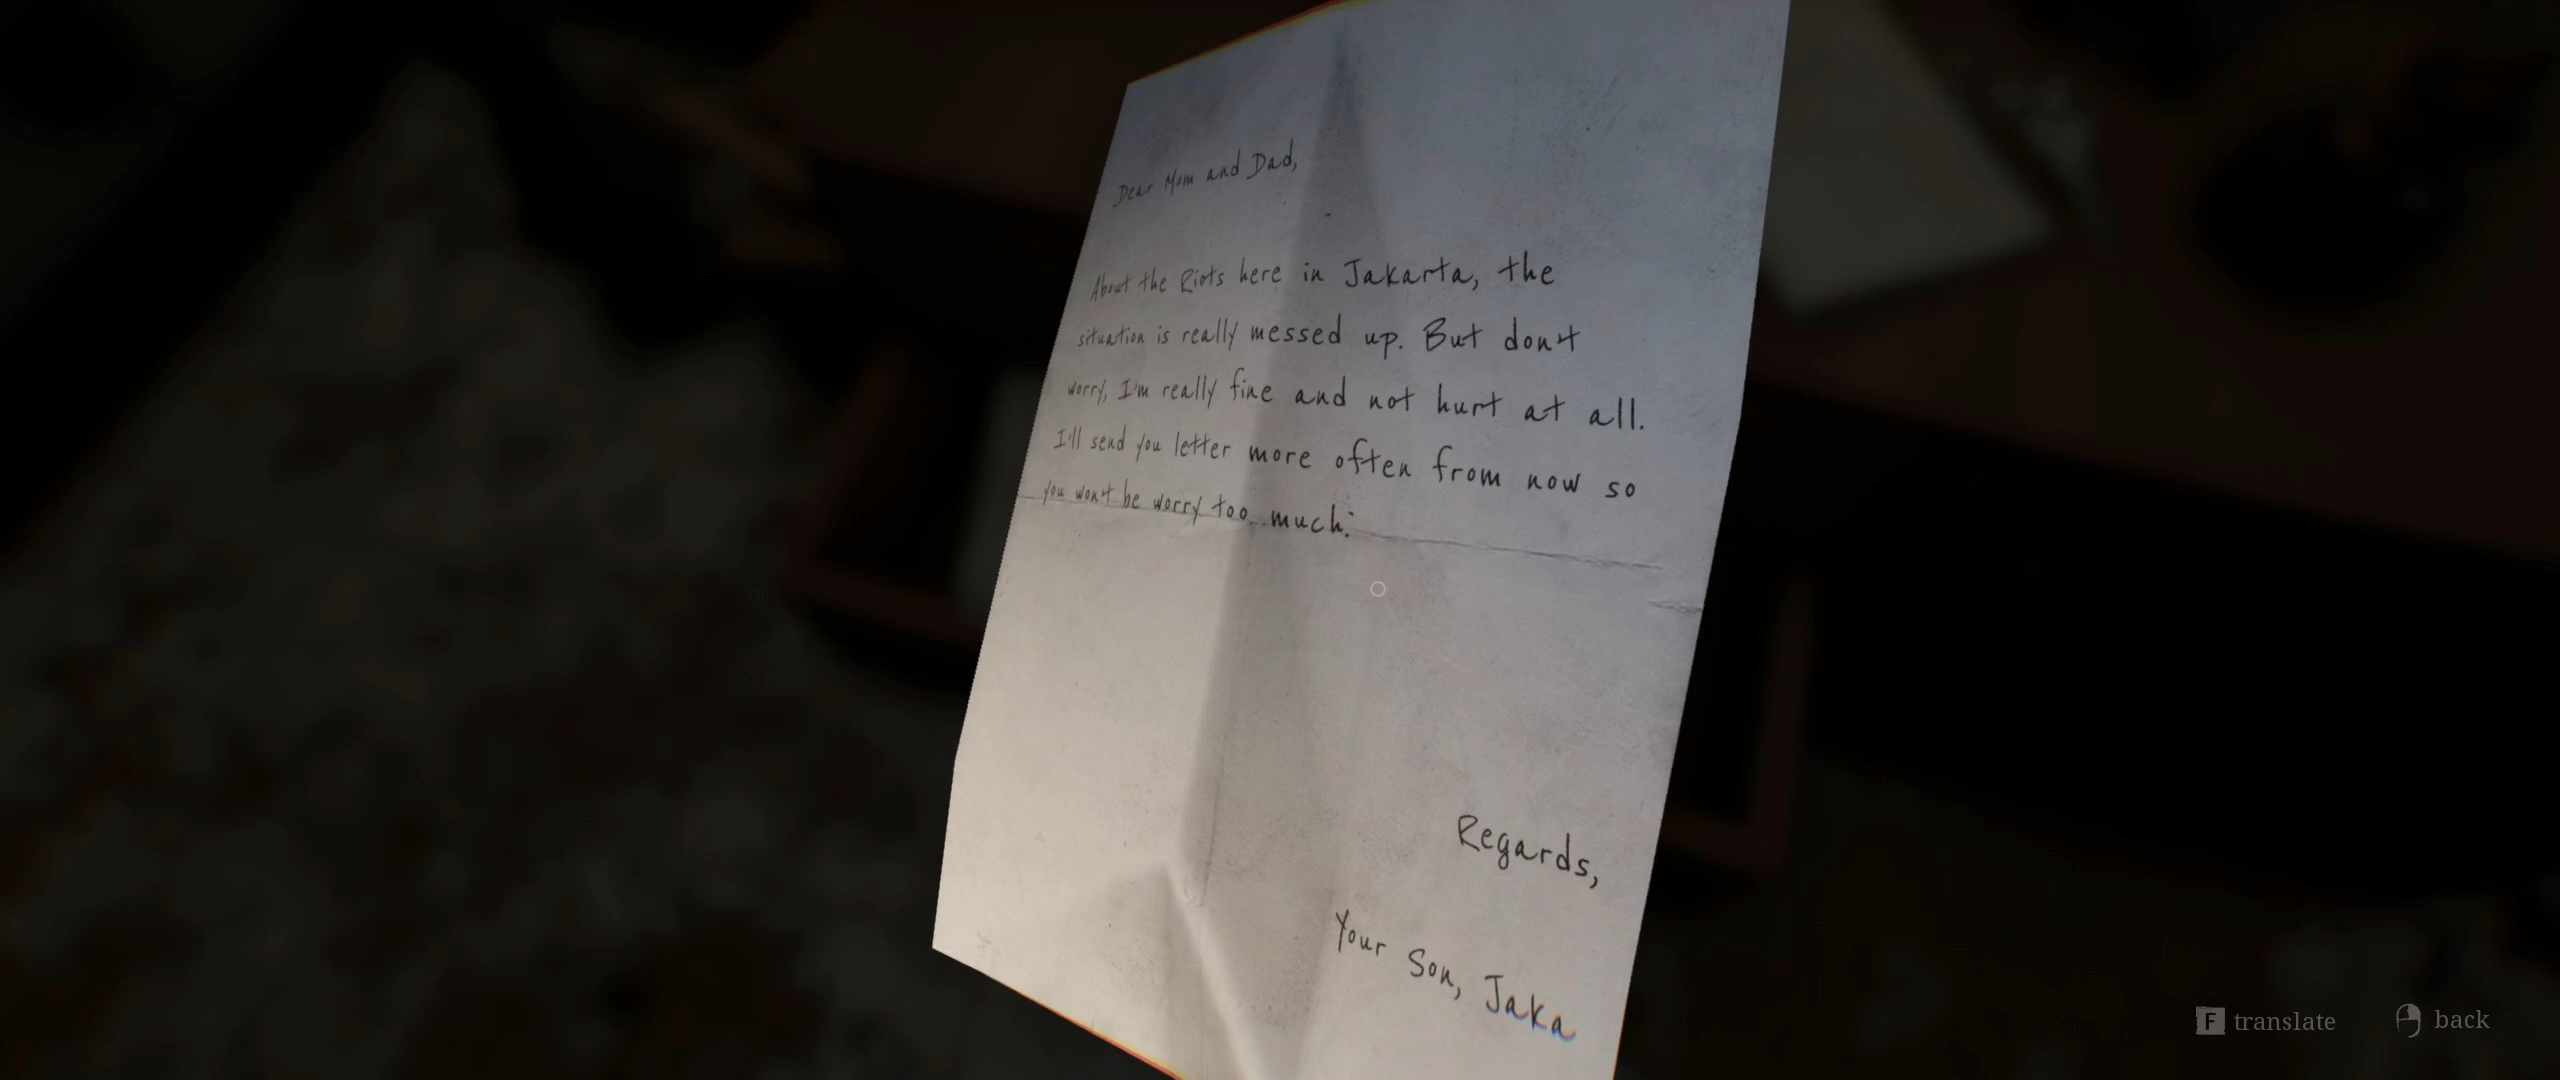 Dear Mom and Dad,
About the Riots here in Jakarta, the
situation is really messed up. But don't
worry, I'm really fine and not hurt at all.
I'll send you letter more often from now so
you won't be worry too much.
Regards,
Your Son, Jaka
F translate back